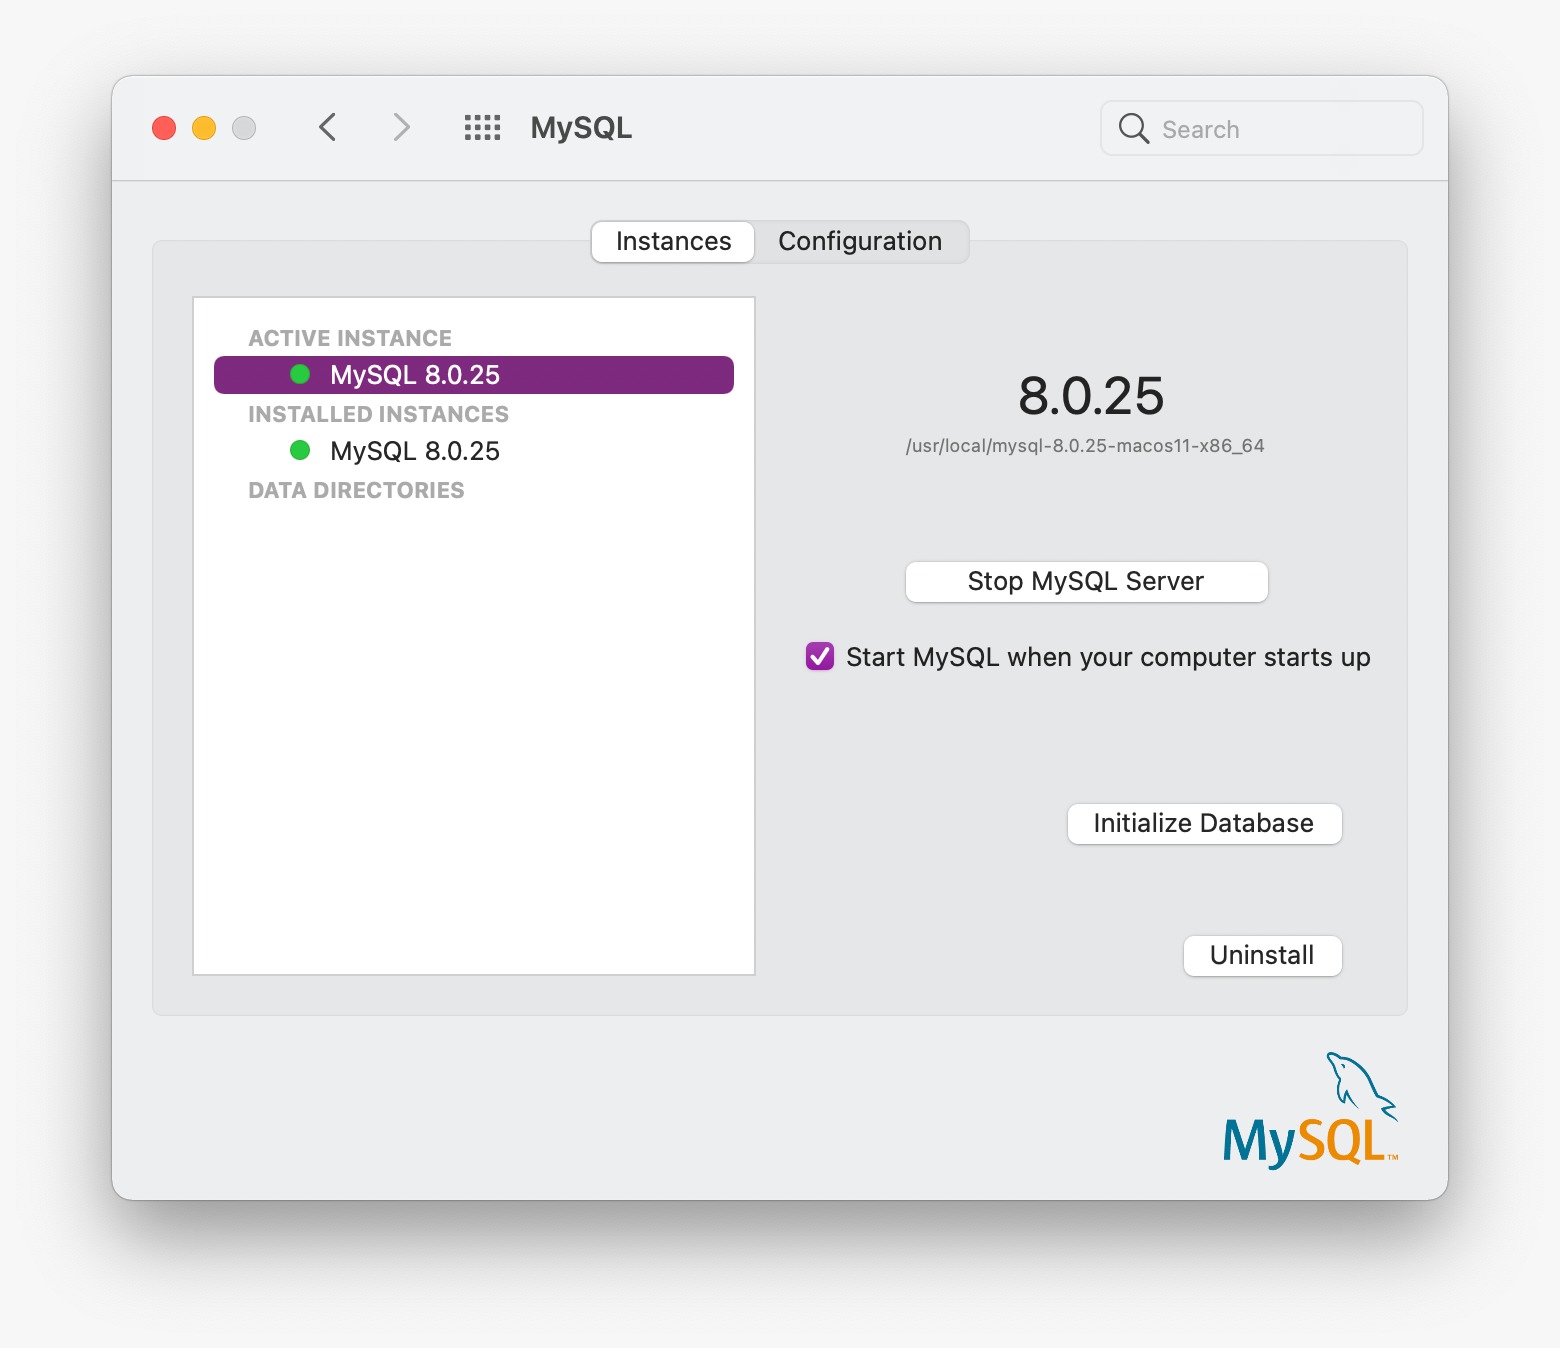 MySQL
Search
Instances Configuration
ACTIVE INSTANCE
MySQL 8.0.25
INSTALLED INSTANCES
MySQL 8.0.25
DATA DIRECTORIES
8.0.25
/usr/local/mysql-8.0.25-macos11-x86_64
Stop MySQL Server
Start MySQL when your computer starts up
Initialize Database
Uninstall
MySQL™